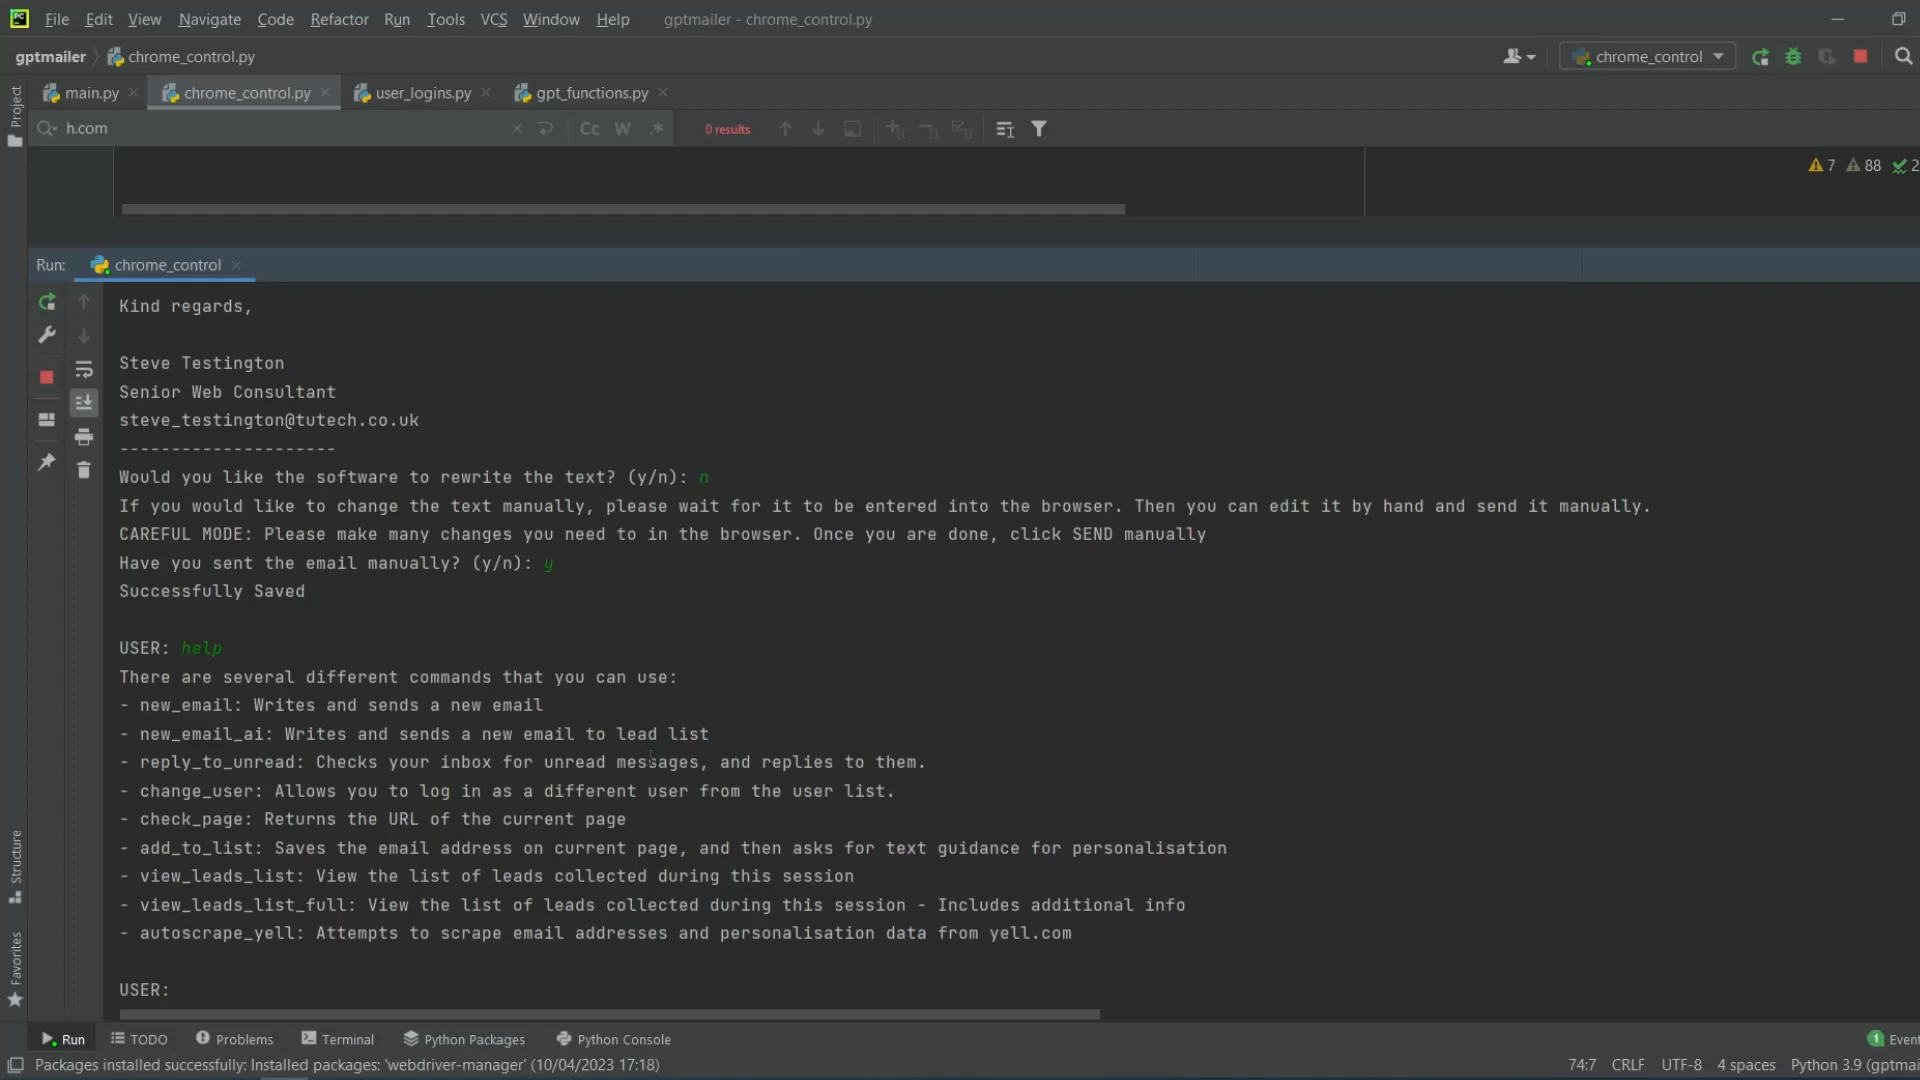 PC File Edit View Navigate Code Refactor Run Tools VCS Window Help gptmailer - chrome_control.py
gptmailer chrome_control.py chrome_control
Project
main.py chrome_control.py user_logins.py gpt_functions.py
h.com Cc W .* 0 results
7 88 2
Run: chrome_control
Kind regards,
Steve Testington
Senior Web Consultant
steve_testington@tutech.co.uk
---------------------
Would you like the software to rewrite the text? (y/n): n
If you would like to change the text manually, please wait for it to be entered into the browser. Then you can edit it by hand and send it manually.
CAREFUL MODE: Please make many changes you need to in the browser. Once you are done, click SEND manually
Have you sent the email manually? (y/n): y
Successfully Saved
USER: help
There are several different commands that you can use:
- new_email: Writes and sends a new email
- new_email_ai: Writes and sends a new email to lead list
- reply_to_unread: Checks your inbox for unread messages, and replies to them.
- change_user: Allows you to log in as a different user from the user list.
- check_page: Returns the URL of the current page
- add_to_list: Saves the email address on current page, and then asks for text guidance for personalisation
- view_leads_list: View the list of leads collected during this session
- view_leads_list_full: View the list of leads collected during this session - Includes additional info
- autoscrape_yell: Attempts to scrape email addresses and personalisation data from yell.com
USER:
Structure
Favorites
Run TODO Problems Terminal Python Packages Python Console 1 Event
Packages installed successfully: Installed packages: 'webdriver-manager' (10/04/2023 17:18) 74:7 CRLF UTF-8 4 spaces Python 3.9 (gptmai